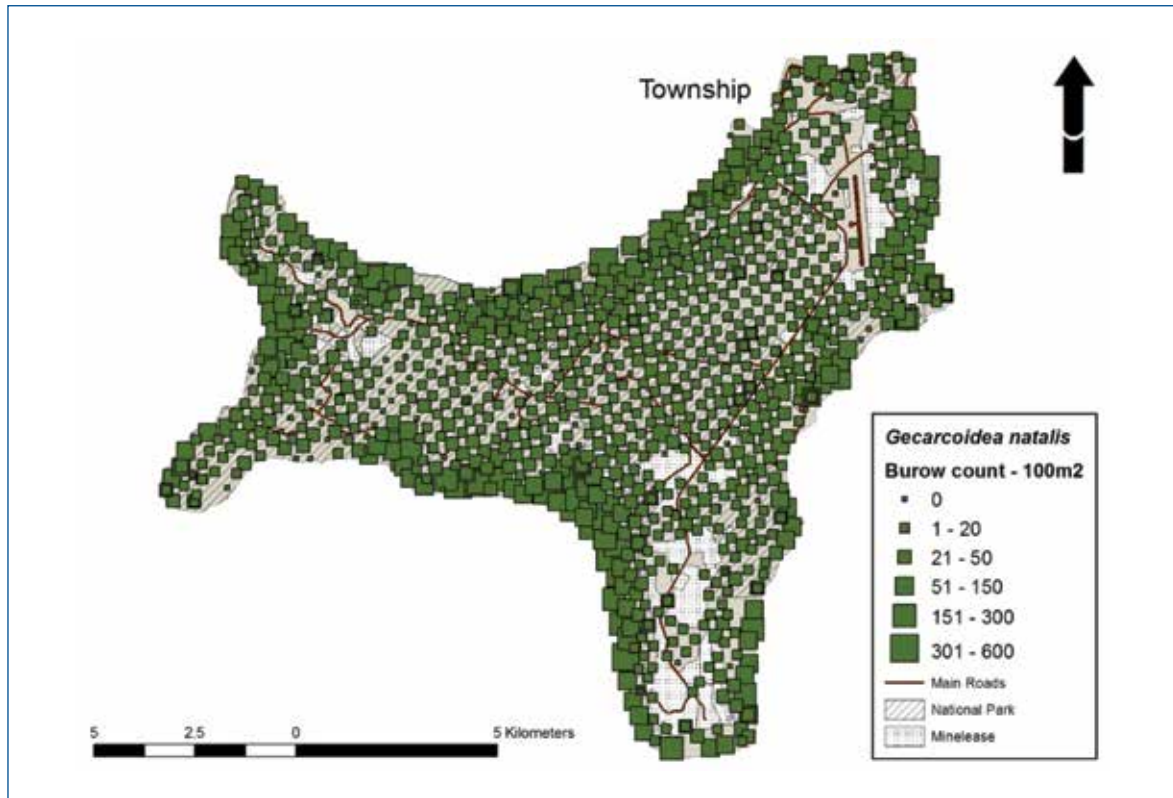 Township
Gecarcoidea natalis
Burow count - 100m2
0
1 - 20
21 - 50
51 - 150
151 - 300
301 - 600
Main Roads
National Park
Minelease
5 2.5 0 5 Kilometers